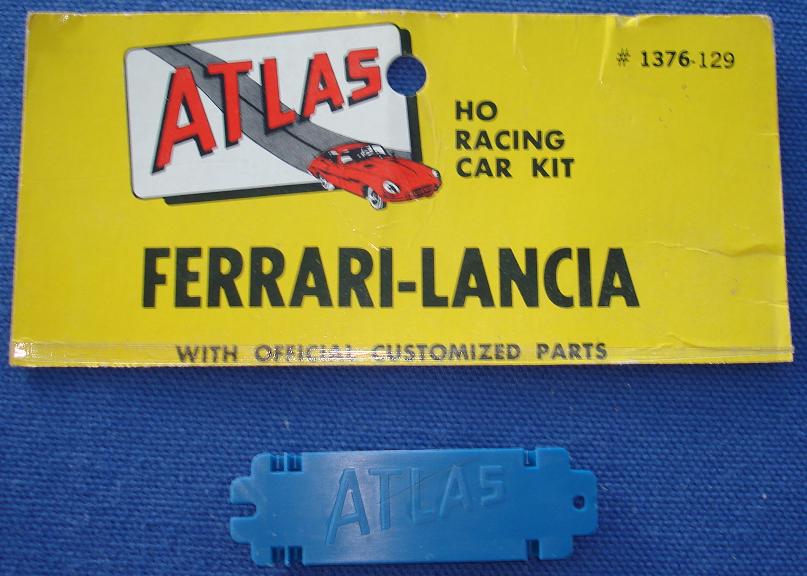 ATLAS
# 1376-129
HO
RACING
CAR KIT
FERRARI-LANCIA
WITH OFFICIAL CUSTOMIZED PARTS
ATLAS